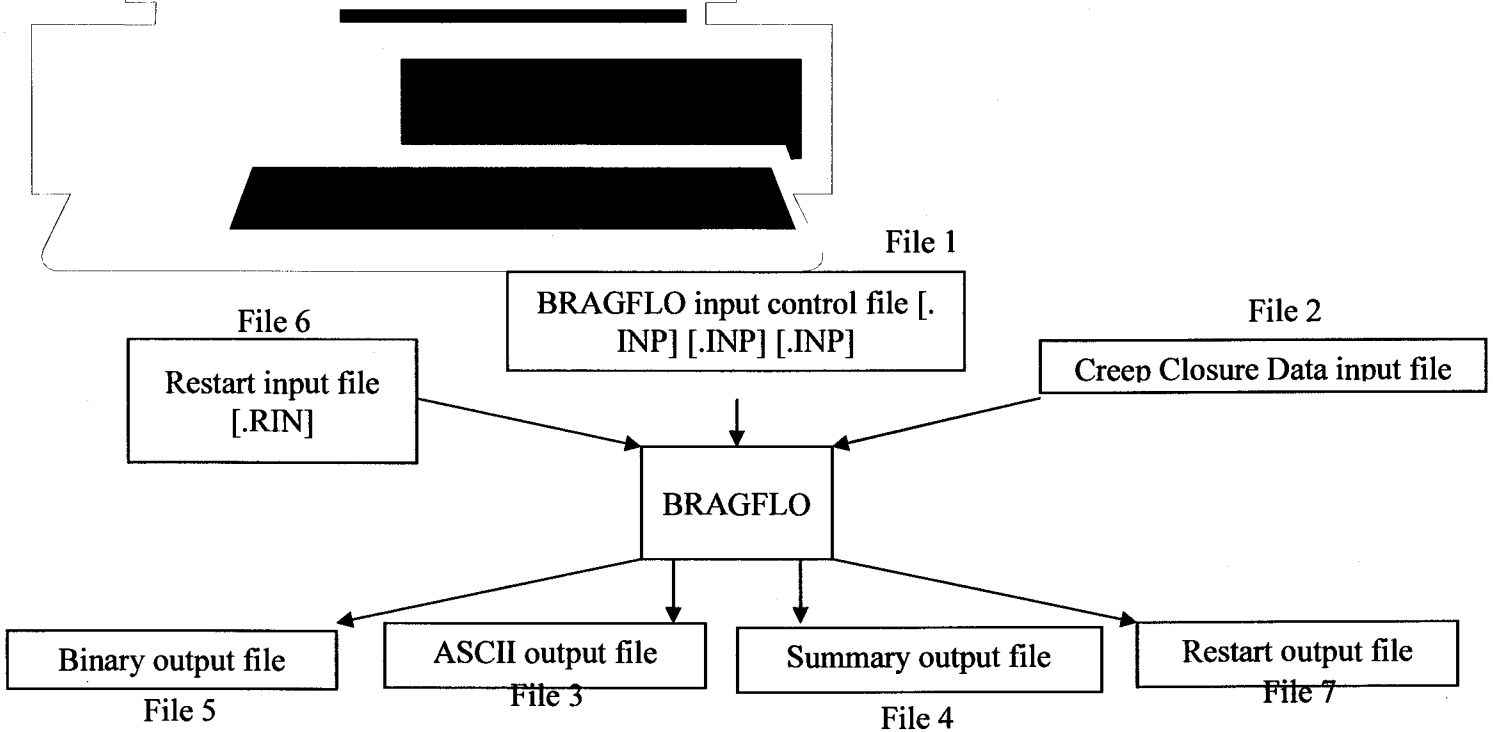 File 1
BRAGFLO input control file [.
INP] [.INP] [.INP]
File 6
Restart input file
[.RIN]
File 2
Creep Closure Data input file
BRAGFLO
Binary output file
File 5
ASCII output file
File 3
Summary output file
File 4
Restart output file
File 7